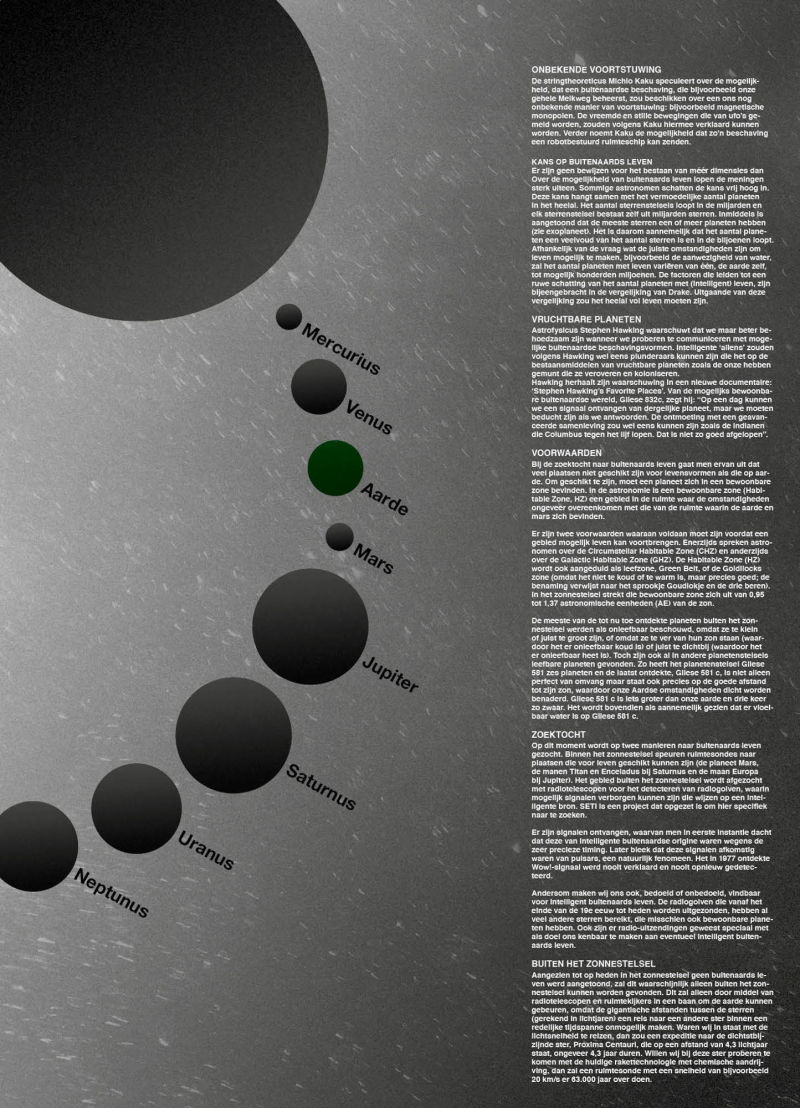 ONBEKENDE VOORTSTUWING
De stringtheoreticus Michio Kaku speculeert over de mogelijk-
heid, dat een buitenaardse beschaving, die bijvoorbeeld onze
gehele Melkweg beheerst, zou beschikken over een ons nog
onbekende manier van voortstuwing: bijvoorbeeld magnetische
monopolen. De vreemde en stille bewegingen die van ufo's ge-
meld worden, zouden volgens Kaku hiermee verklaard kunnen
worden. Verder noemt Kaku de mogelijkheid dat zo'n beschaving
een robotbestuurd ruimteschip kan zenden.
KANS OP BUITENAARDS LEVEN
Er zijn geen bewijzen voor het bestaan van méér dimensies dan
Over de mogelijkheid van buitenaards leven lopen de meningen
sterk uiteen. Sommige astronomen schatten de kans vrij hoog in.
Deze kans hangt samen met het vermoedelijke aantal planeten
in het heelal. Het aantal sterrenstelsels loopt in de miljarden en
elk sterrenstelsel bestaat zelf uit miljarden sterren. Inmiddels is
aangetoond dat de meeste sterren een of meer planeten hebben
(zie exoplaneet). Het is daarom aannemelijk dat het aantal plane-
ten een veelvoud van het aantal sterren is en in de biljoenen loopt.
Afhankelijk van de vraag wat de juiste omstandigheden zijn om
leven mogelijk te maken, bijvoorbeeld de aanwezigheid van water,
zal het aantal planeten met leven variëren van één, de aarde zelf,
tot mogelijk honderden miljoenen. De factoren die leiden tot een
ruwe schatting van het aantal planeten met (intelligent) leven, zijn
bijeengebracht in de vergelijking van Drake. Uitgaande van deze
vergelijking zou het heelal vol leven moeten zijn.
VRUCHTBARE PLANETEN
Astrofysicus Stephen Hawking waarschuwt dat we maar beter be-
hoedzaam zijn wanneer we proberen te communiceren met moge-
lijke buitenaardse beschavingsvormen. Intelligente 'aliens' zouden
volgens Hawking wel eens plunderaars kunnen zijn die het op de
bestaansmiddelen van vruchtbare planeten zoals de onze hebben
gemunt die ze veroveren en koloniseren.
Hawking herhaalt zijn waarschuwing in een nieuwe documentaire:
'Stephen Hawking's Favorite Places'. Van de mogelijks bewoonba-
re buitenaardse wereld, Gliese 832c, zegt hij: "Op een dag kunnen
we een signaal ontvangen van dergelijke planeet, maar we moeten
beducht zijn als we antwoorden. De ontmoeting met een geavan-
ceerde samenleving zou wel eens kunnen zijn zoals de Indianen
die Columbus tegen het lijf lopen. Dat is niet zo goed afgelopen".
VOORWAARDEN
Bij de zoektocht naar buitenaards leven gaat men ervan uit dat
veel plaatsen niet geschikt zijn voor levensvormen als die op aar-
de. Om geschikt te zijn, moet een planeet zich in een bewoonbare
zone bevinden. In de astronomie is een bewoonbare zone (Habi-
table Zone, HZ) een gebied in de ruimte waar de omstandigheden
ongeveer overeenkomen met die van de ruimte waarin de aarde en
mars zich bevinden.
Er zijn twee voorwaarden waaraan voldaan moet zijn voordat een
gebied mogelijk leven kan voortbrengen. Enerzijds spreken astro-
nomen over de Circumstellar Habitable Zone (CHZ) en anderzijds
over de Galactic Habitable Zone (GHZ). De Habitable Zone (HZ)
wordt ook aangeduid als leefzone, Green Belt, of de Goldilocks
zone (omdat het niet te koud of te warm is, maar precies goed; de
benaming verwijst naar het sprookje Goudlokje en de drie beren).
In het zonnestelsel strekt die bewoonbare zone zich uit van 0,95
tot 1,37 astronomische eenheden (AE) van de zon.
De meeste van de tot nu toe ontdekte planeten buiten het zon-
nestelsel werden als onleefbaar beschouwd, omdat ze te klein
of juist te groot zijn, of omdat ze te ver van hun zon staan (waar-
door het er onleefbaar koud is) of juist te dichtbij (waardoor het
er onleefbaar heet is). Toch zijn ook al in andere planetenstelsels
leefbare planeten gevonden. Zo heeft het planetenstelsel Gliese
581 zes planeten en de laatst ontdekte, Gliese 581 c, is niet alleen
perfect van omvang maar staat ook precies op de goede afstand
tot zijn zon, waardoor onze Aardse omstandigheden dicht worden
benaderd. Gliese 581 c is iets groter dan onze aarde en drie keer
zo zwaar. Het wordt bovendien als aannemelijk gezien dat er vloei-
baar water is op Gliese 581 c.
ZOEKTOCHT
Op dit moment wordt op twee manieren naar buitenaards leven
gezocht. Binnen het zonnestelsel speuren ruimtesondes naar
plaatsen die voor leven geschikt kunnen zijn (de planeet Mars,
de manen Titan en Enceladus bij Saturnus en de maan Europa
bij Jupiter). Het gebied buiten het zonnestelsel wordt afgezocht
met radiotelescopen voor het detecteren van radiogolven, waarin
mogelijk signalen verborgen kunnen zijn die wijzen op een intel-
ligente bron. SETI is een project dat opgezet is om hier specifiek
naar te zoeken.
Er zijn signalen ontvangen, waarvan men in eerste instantie dacht
dat deze van intelligente buitenaardse origine waren wegens de
zeer precieze timing. Later bleek dat deze signalen afkomstig
waren van pulsars, een natuurlijk fenomeen. Het in 1977 ontdekte
Wow!-signaal werd nooit verklaard en nooit opnieuw gedetec-
teerd.
Andersom maken wij ons ook, bedoeld of onbedoeld, vindbaar
voor intelligent buitenaards leven. De radiogolven die vanaf het
einde van de 19e eeuw tot heden worden uitgezonden, hebben al
veel andere sterren bereikt, die misschien ook bewoonbare plane-
ten hebben. Ook zijn er radio-uitzendingen geweest speciaal met
als doel ons kenbaar te maken aan eventueel intelligent buiten-
aards leven.
BUITEN HET ZONNESTELSEL
Aangezien tot op heden in het zonnestelsel geen buitenaards le-
ven werd aangetoond, zal dit waarschijnlijk alleen buiten het zon-
nestelsel kunnen worden gevonden. Dit zal alleen door middel van
radiotelescopen en ruimtekijkers in een baan om de aarde kunnen
gebeuren, omdat de gigantische afstanden tussen de sterren
(gerekend in lichtjaren) een reis naar een andere ster binnen een
redelijke tijdspanne onmogelijk maken. Waren wij in staat met de
lichtsnelheid te reizen, dan zou een expeditie naar de dichtstbij-
zijnde ster, Proxima Centauri, die op een afstand van 4,3 lichtjaar
staat, ongeveer 4,3 jaar duren. Willen wij bij deze ster proberen te
komen met de huidige rakettechnologie met chemische aandrij-
ving, dan zal een ruimtesonde met een snelheid van bijvoorbeeld
20 km/s er 63.000 jaar over doen.
Mercurius
Venus
Aarde
Mars
Jupiter
Saturnus
Uranus
Neptunus